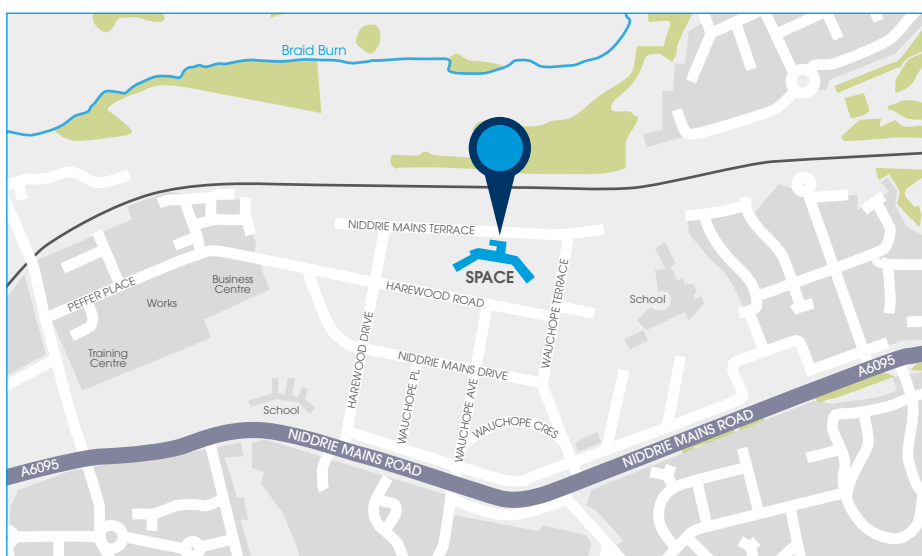 Braid Burn
NIDDRIE MAINS TERRACE
SPACE
PEFFER PLACE
Business
Centre
Works
HAREWOOD ROAD
WAUCHOPE TERRACE
School
Training
Centre
HAREWOOD DRIVE
NIDDRIE MAINS DRIVE
WAUCHOPE PL
WAUCHOPE AVE
WAUCHOPE CRES
School
A6095
NIDDRIE MAINS ROAD
NIDDRIE MAINS ROAD
A6095